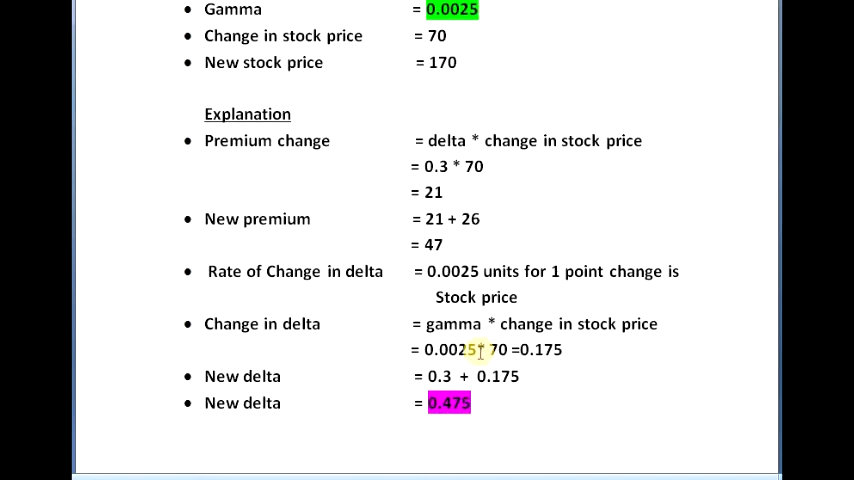 • Gamma = 0.0025
• Change in stock price = 70
• New stock price = 170
Explanation
• Premium change = delta * change in stock price
= 0.3 * 70
= 21
• New premium = 21 + 26
= 47
• Rate of Change in delta = 0.0025 units for 1 point change is
Stock price
• Change in delta = gamma * change in stock price
= 0.0025* 70 =0.175
• New delta = 0.3 + 0.175
• New delta = 0.475